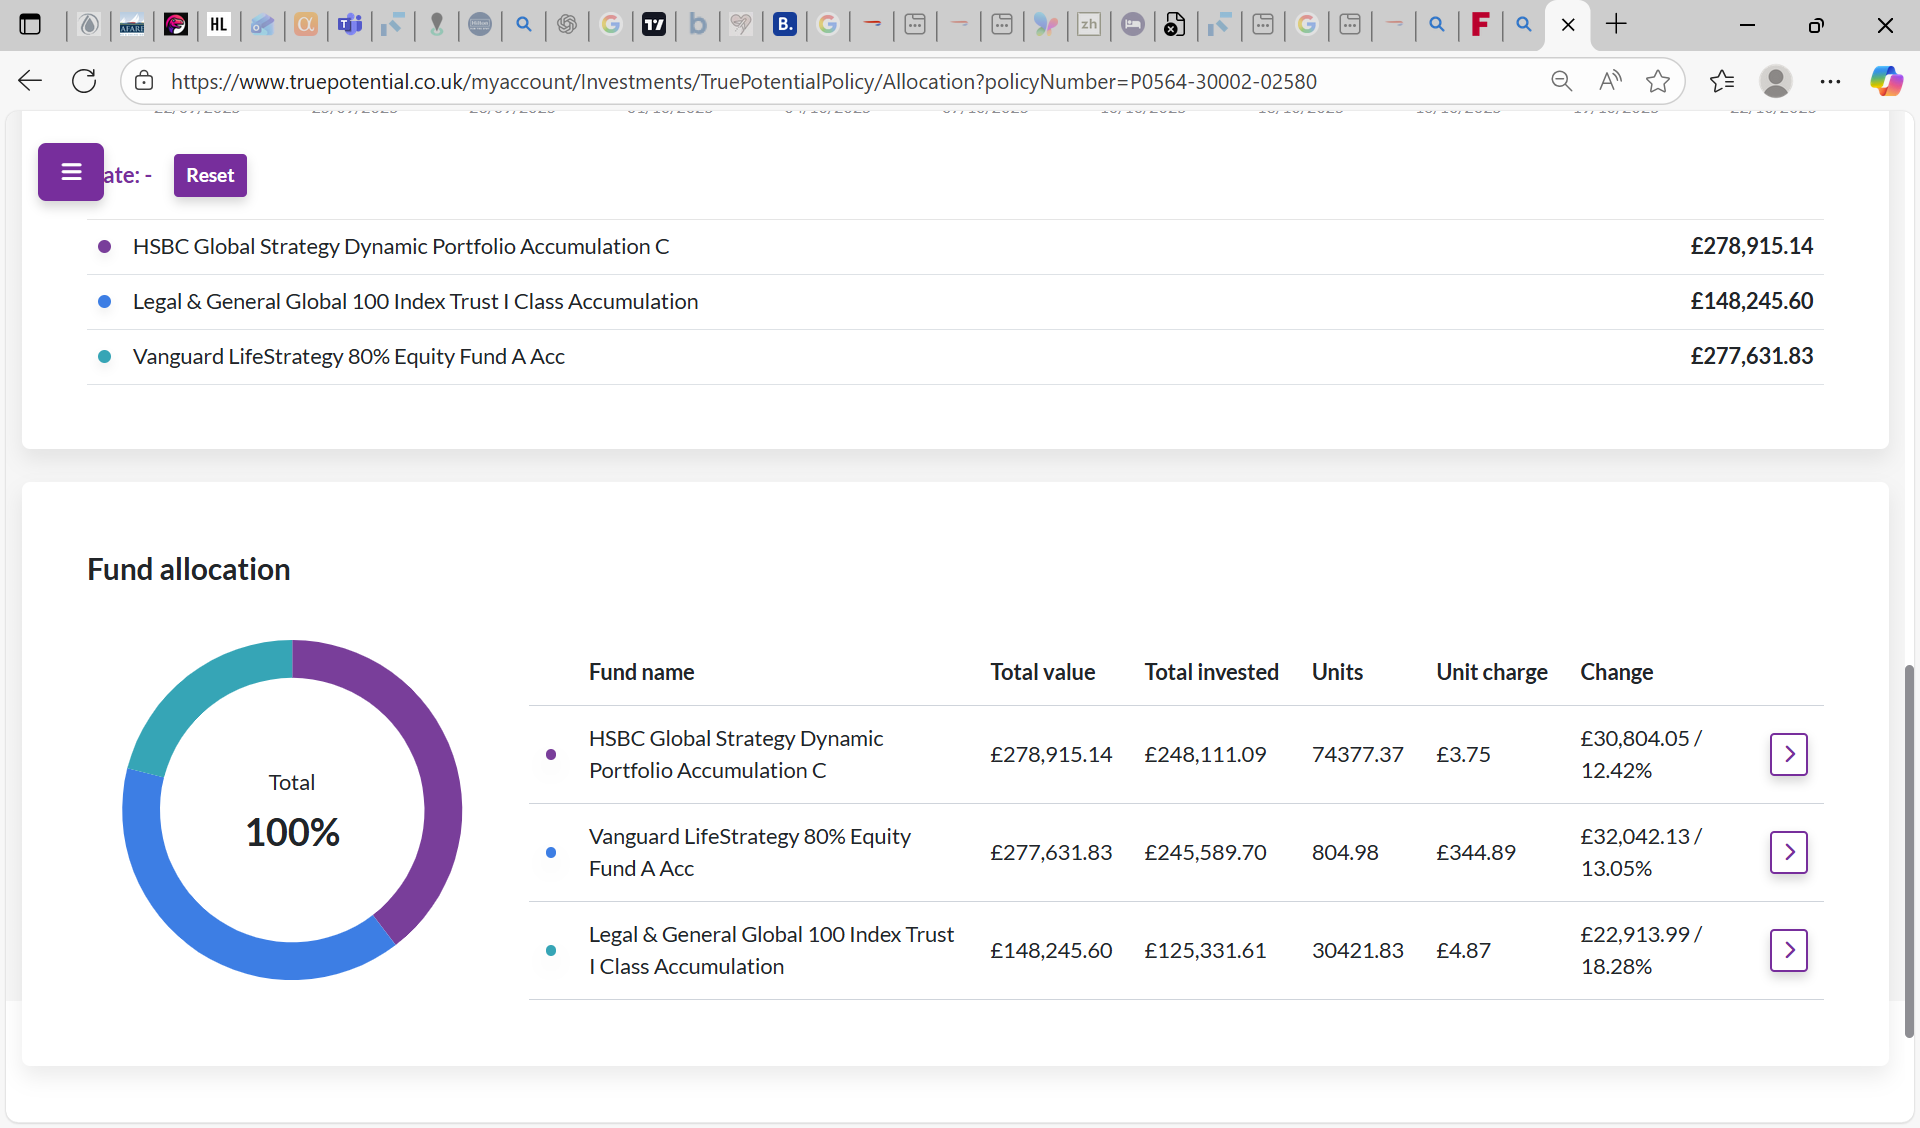 HL
α
zh
B.
b
F
https://www.truepotential.co.uk/myaccount/Investments/TruePotentialPolicy/Allocation?policyNumber=P0564-30002-02580
ate: -
Reset
HSBC Global Strategy Dynamic Portfolio Accumulation C £278,915.14
Legal & General Global 100 Index Trust I Class Accumulation £148,245.60
Vanguard LifeStrategy 80% Equity Fund A Acc £277,631.83
Fund allocation
Total
100%
Fund name Total value Total invested Units Unit charge Change
HSBC Global Strategy Dynamic
Portfolio Accumulation C
£278,915.14 £248,111.09 74377.37 £3.75
£30,804.05 /
12.42%
Vanguard LifeStrategy 80% Equity
Fund A Acc
£277,631.83 £245,589.70 804.98 £344.89
£32,042.13 /
13.05%
Legal & General Global 100 Index Trust
I Class Accumulation
£148,245.60 £125,331.61 30421.83 £4.87
£22,913.99 /
18.28%